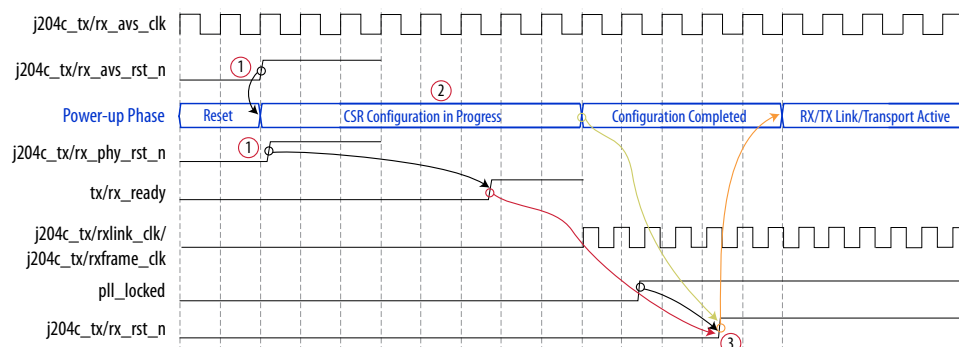 j204c_tx/rx_avs_clk
j204c_tx/rx_avs_rst_n
1
2
Power-up Phase
Reset
CSR Configuration in Progress
Configuration Completed
RX/TX Link/Transport Active
j204c_tx/rx_phy_rst_n
1
tx/rx_ready
j204c_tx/rxlink_clk/
j204c_tx/rxframe_clk
pll_locked
j204c_tx/rx_rst_n
3